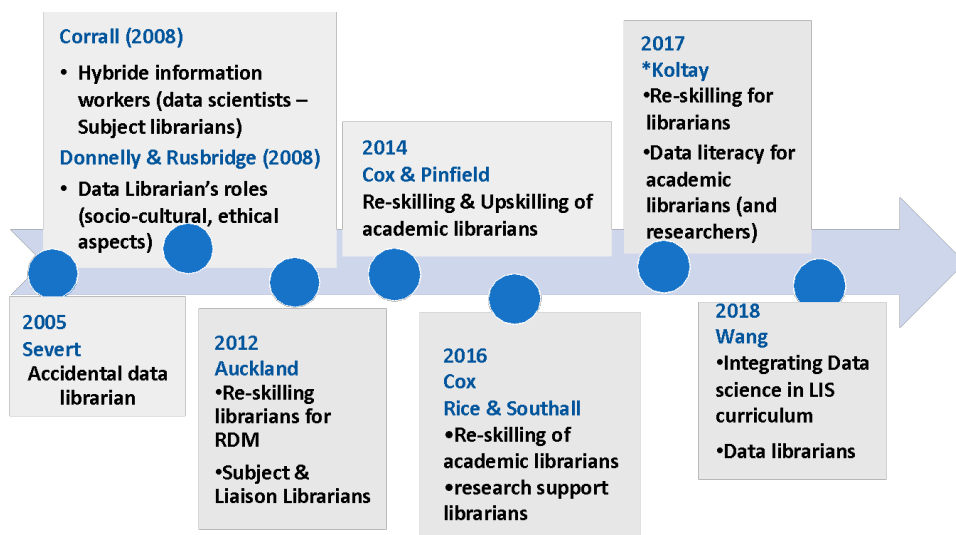 2005
Severt
Accidental data
librarian
Corrall (2008)
• Hybride information
workers (data scientists –
Subject librarians)
Donnelly & Rusbridge (2008)
• Data Librarian’s roles
(socio-cultural, ethical
aspects)
2012
Auckland
•Re-skilling
librarians for
RDM
•Subject &
Liaison Librarians
2014
Cox & Pinfield
Re-skilling & Upskilling of
academic librarians
2016
Cox
Rice & Southall
•Re-skilling of
academic librarians
•research support
librarians
2017
*Koltay
•Re-skilling for
librarians
•Data literacy for
academic
librarians (and
researchers)
2018
Wang
•Integrating Data
science in LIS
curriculum
•Data librarians